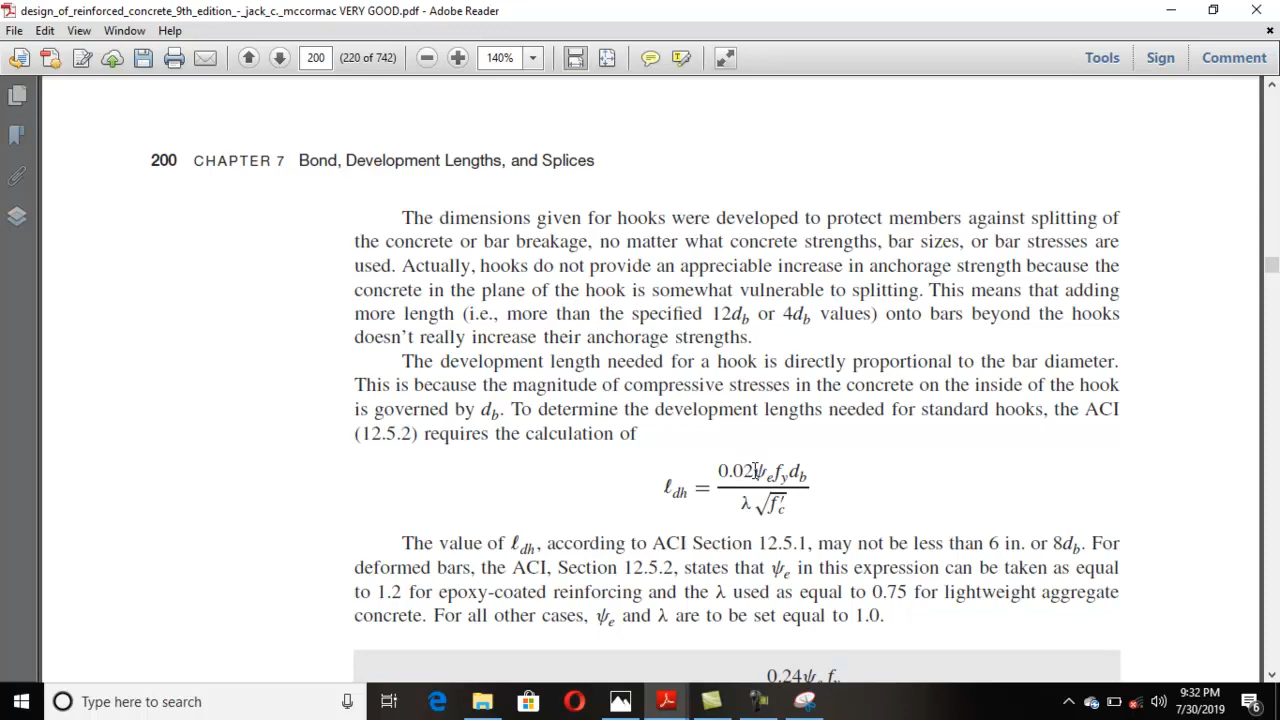 design_of_reinforced_concrete_9th_edition_-_jack_c._mccormac VERY GOOD.pdf - Adobe Reader
File Edit View Window Help
200 (220 of 742) 140% Tools Sign Comment
200 CHAPTER 7 Bond, Development Lengths, and Splices
The dimensions given for hooks were developed to protect members against splitting of
the concrete or bar breakage, no matter what concrete strengths, bar sizes, or bar stresses are
used. Actually, hooks do not provide an appreciable increase in anchorage strength because the
concrete in the plane of the hook is somewhat vulnerable to splitting. This means that adding
more length (i.e., more than the specified 12d_b or 4d_b values) onto bars beyond the hooks
doesn't really increase their anchorage strengths.
The development length needed for a hook is directly proportional to the bar diameter.
This is because the magnitude of compressive stresses in the concrete on the inside of the hook
is governed by d_b. To determine the development lengths needed for standard hooks, the ACI
(12.5.2) requires the calculation of
ℓ_dh = 0.02ψ_e f_y d_b / λ √f′_c
The value of ℓ_dh, according to ACI Section 12.5.1, may not be less than 6 in. or 8d_b. For
deformed bars, the ACI, Section 12.5.2, states that ψ_e in this expression can be taken as equal
to 1.2 for epoxy-coated reinforcing and the λ used as equal to 0.75 for lightweight aggregate
concrete. For all other cases, ψ_e and λ are to be set equal to 1.0.
0.24ψ_e f_y
Type here to search
9:32 PM
7/30/2019
6